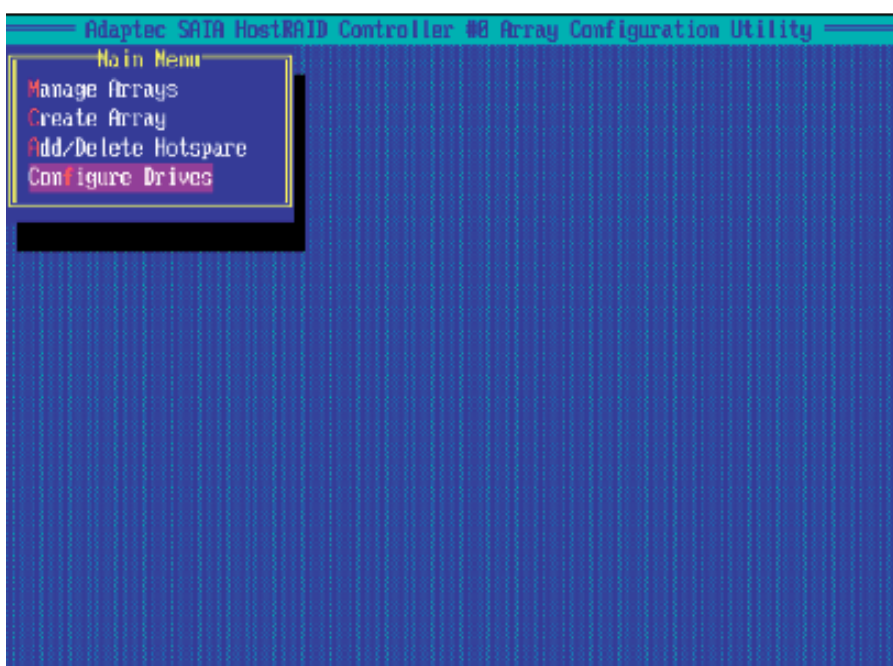 Adaptec SATA HostRAID Controller #0 Array Configuration Utility
Main Menu
Manage Arrays
Create Array
Add/Delete Hotspare
Configure Drives